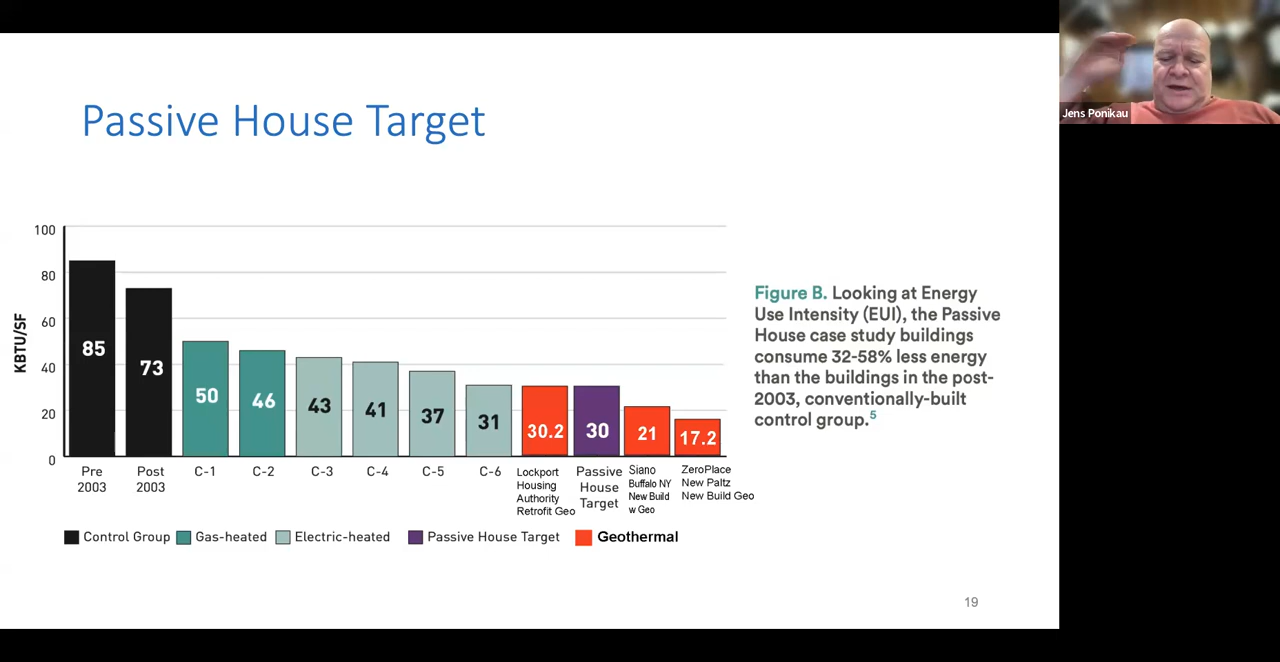 Passive House Target
Jens Ponikau
KBTU/SF
100
80
60
40
20
0
85
73
50
46
43
41
37
31
30.2
30
21
17.2
Pre
2003
Post
2003
C-1
C-2
C-3
C-4
C-5
C-6
Lockport
Housing
Authority
Retrofit Geo
Passive
House
Target
Siano
Buffalo NY
New Build
w Geo
ZeroPlace
New Paltz
New Build Geo
Control Group
Gas-heated
Electric-heated
Passive House Target
Geothermal
Figure B. Looking at Energy
Use Intensity (EUI), the Passive
House case study buildings
consume 32-58% less energy
than the buildings in the post-
2003, conventionally-built
control group.5
19